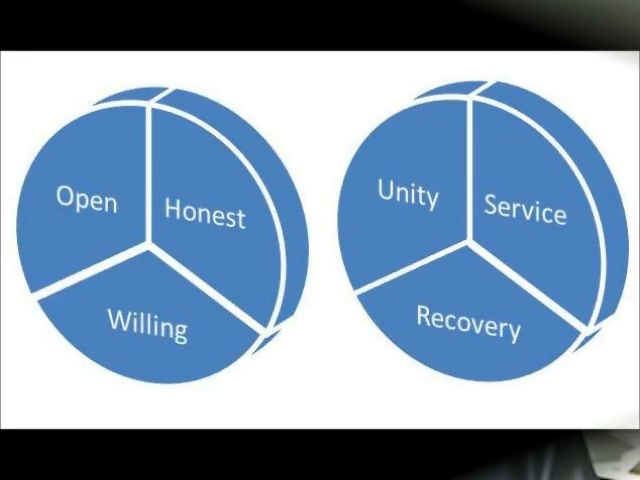 Open
Honest
Willing
Unity
Service
Recovery